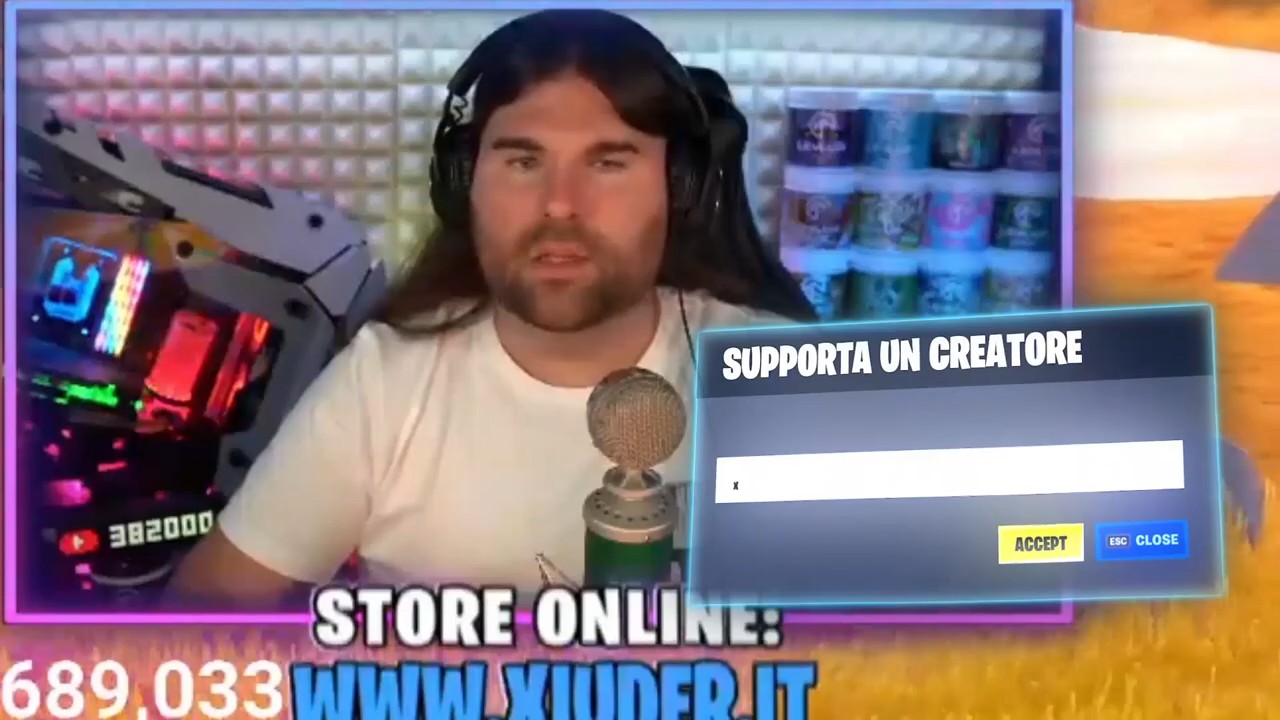 SUPPORTA UN CREATORE
x
ACCEPT
ESC CLOSE
382000
STORE ONLINE:
689,033
WWW.XIUDER.IT